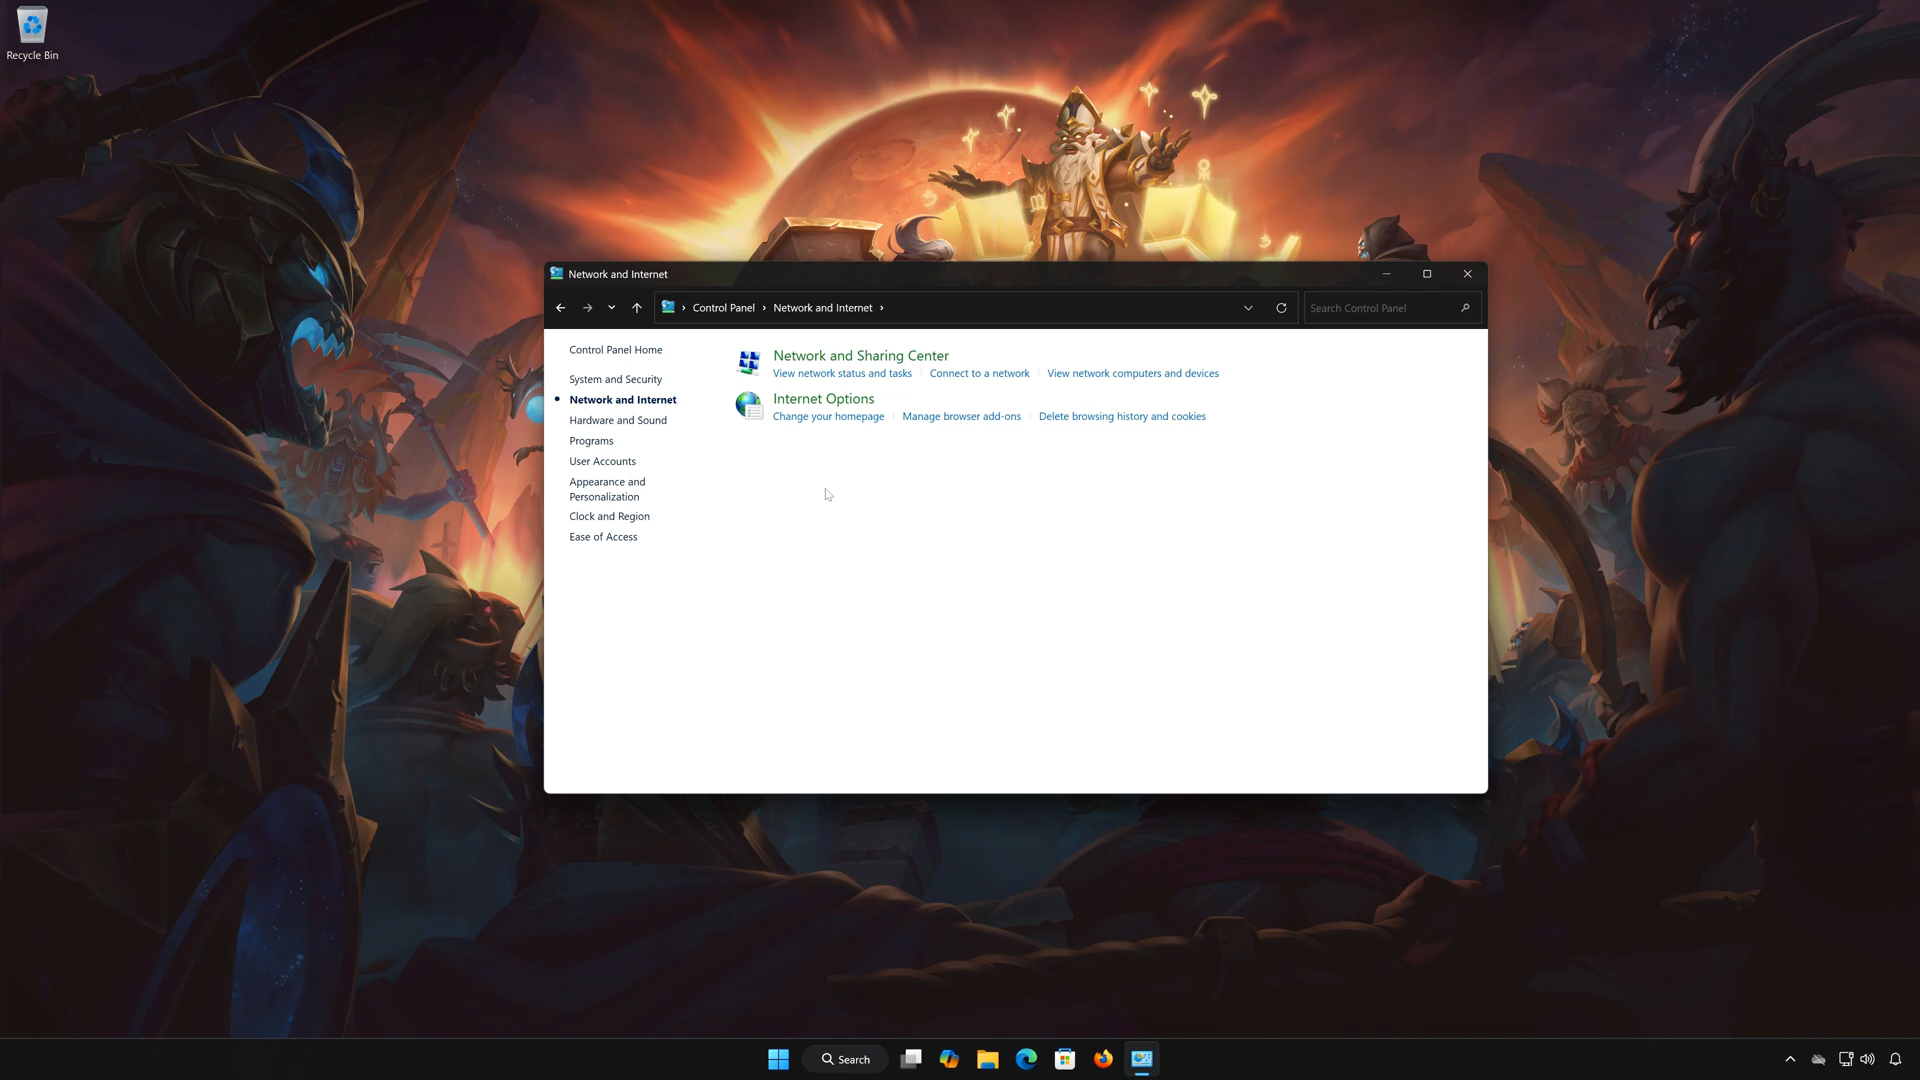 Recycle Bin
Network and Internet
Control Panel
Network and Internet
Search Control Panel
Control Panel Home
System and Security
Network and Internet
Hardware and Sound
Programs
User Accounts
Appearance and
Personalization
Clock and Region
Ease of Access
Network and Sharing Center
View network status and tasks
Connect to a network
View network computers and devices
Internet Options
Change your homepage
Manage browser add-ons
Delete browsing history and cookies
Search